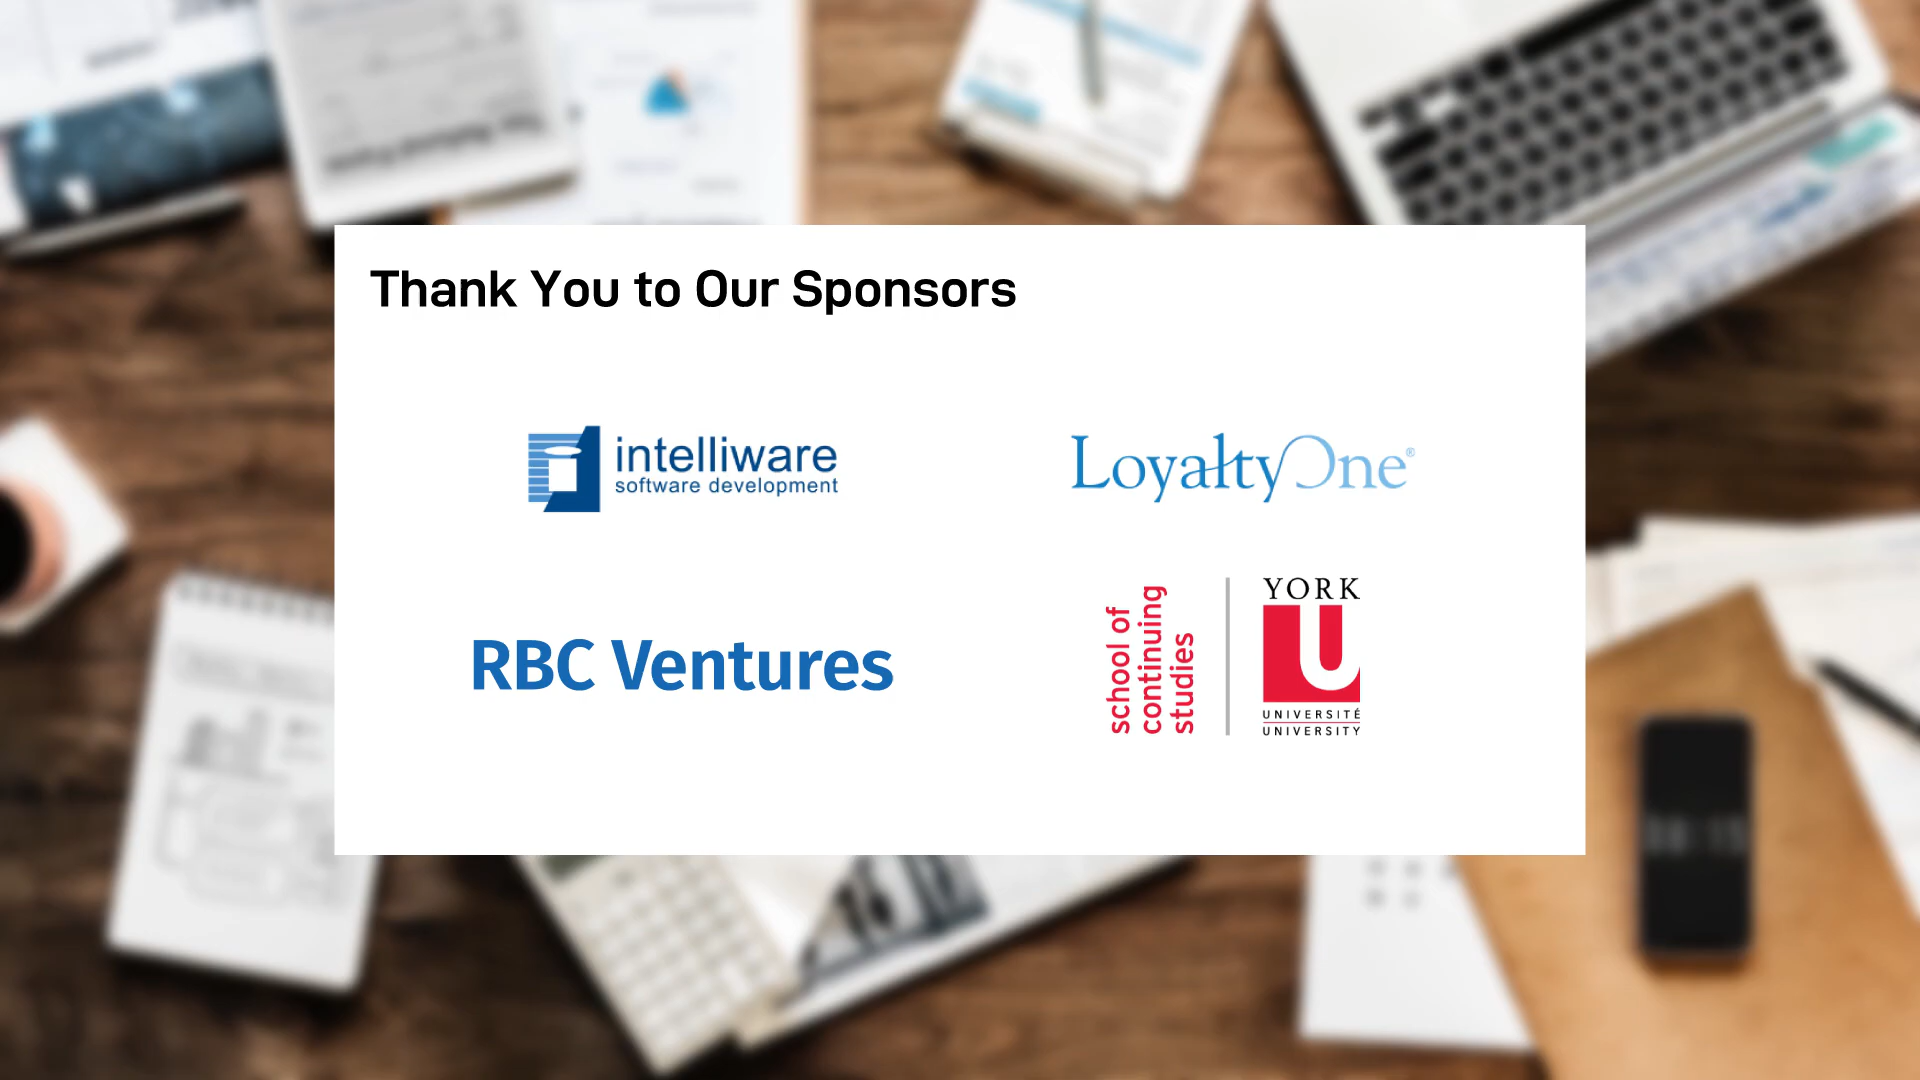 Thank You to Our Sponsors
intelliware
software development
LoyaltyOne®
RBC Ventures
school of
continuing
studies
YORK
U
UNIVERSITÉ
UNIVERSITY